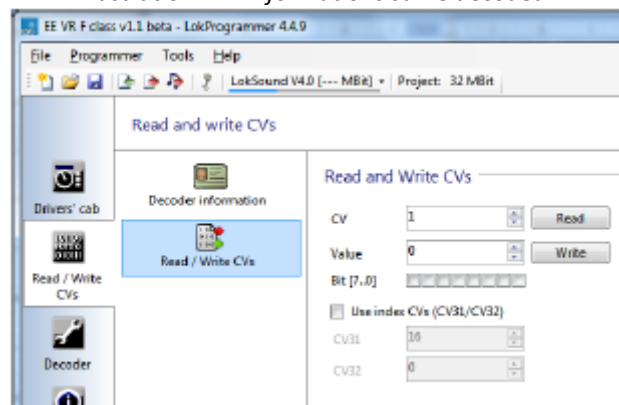 EE VR F class v1.1 beta - LokProgrammer 4.4.9
File Programmer Tools Help
LokSound V4.0 [--- MBit] Project: 32 MBit
Read and write CVs
Drivers' cab
Read / Write
CVs
Decoder
Decoder information
Read / Write CVs
Read and Write CVs
CV 1 Read
Value 0 Write
Bit [7..0]
Use index CVs (CV31/CV32)
CV31 16
CV32 0